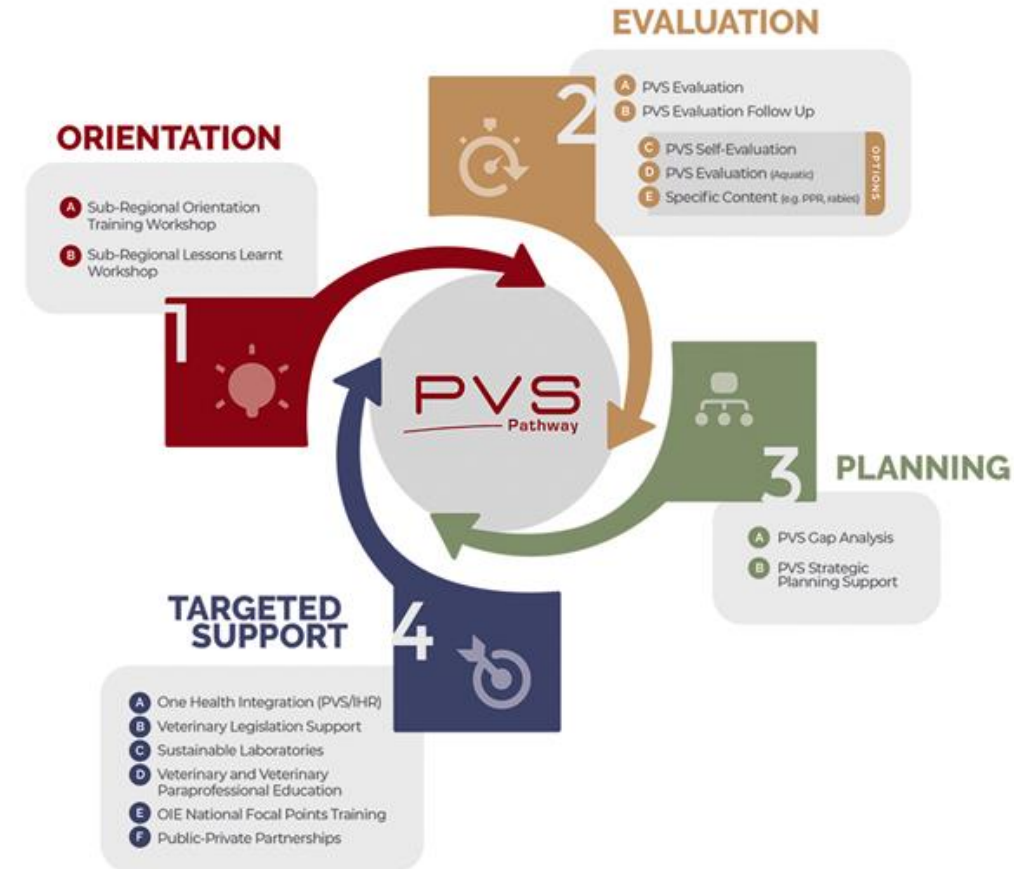 ORIENTATION
A Sub-Regional Orientation
Training Workshop
B Sub-Regional Lessons Learnt
Workshop
1
EVALUATION
2
A PVS Evaluation
B PVS Evaluation Follow Up
C PVS Self-Evaluation
D PVS Evaluation (Aquatic)
E Specific Content (e.g. PPR, rabies)
OPTIONS
PVS
Pathway
3
PLANNING
A PVS Gap Analysis
B PVS Strategic
Planning Support
TARGETED
SUPPORT
4
A One Health Integration (PVS/IHR)
B Veterinary Legislation Support
C Sustainable Laboratories
D Veterinary and Veterinary
Paraprofessional Education
E OIE National Focal Points Training
F Public-Private Partnerships